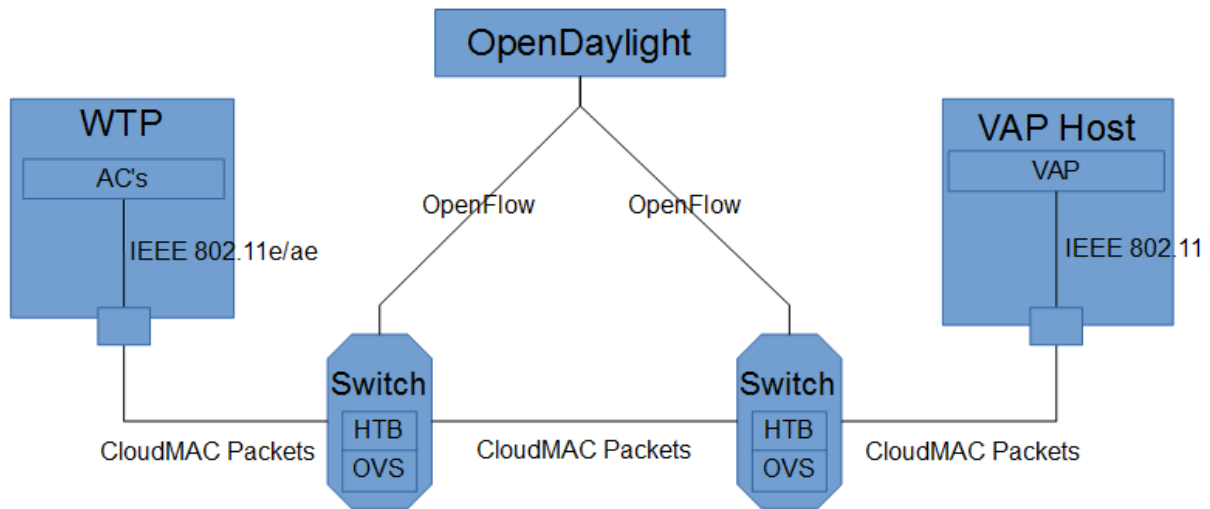 OpenDaylight
WTP
AC's
IEEE 802.11e/ae
VAP Host
VAP
IEEE 802.11
OpenFlow
OpenFlow
Switch
HTB
OVS
Switch
HTB
OVS
CloudMAC Packets
CloudMAC Packets
CloudMAC Packets